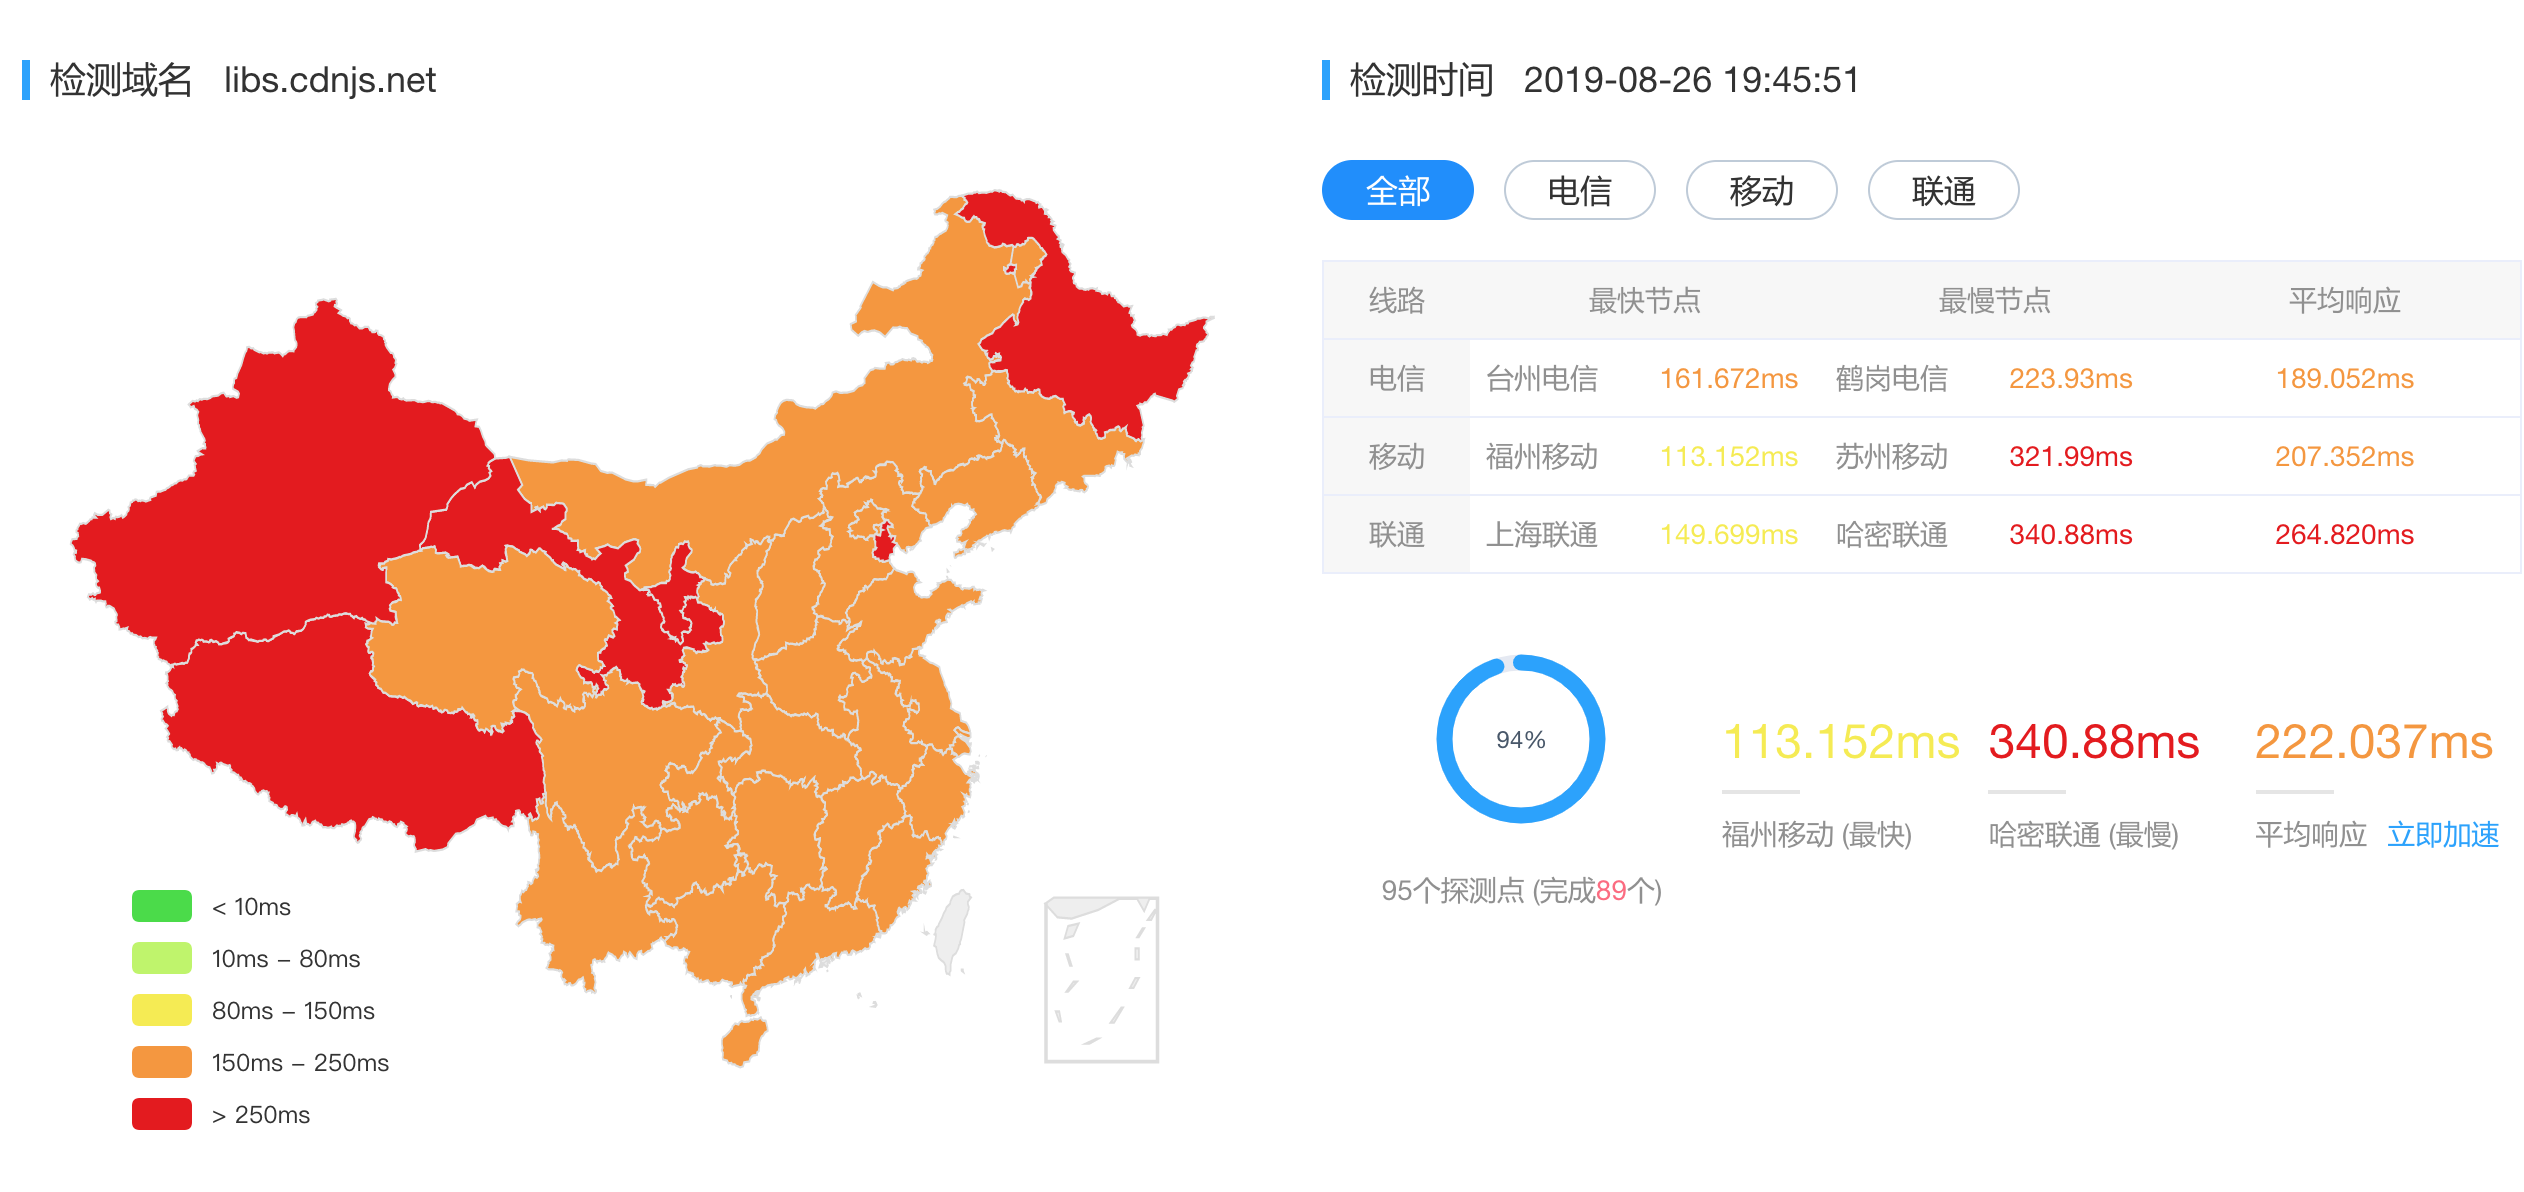 检测域名 libs.cdnjs.net
< 10ms
10ms – 80ms
80ms – 150ms
150ms – 250ms
> 250ms
检测时间 2019-08-26 19:45:51
全部 电信 移动 联通
线路 最快节点 最慢节点 平均响应
电信 台州电信 161.672ms 鹤岗电信 223.93ms 189.052ms
移动 福州移动 113.152ms 苏州移动 321.99ms 207.352ms
联通 上海联通 149.699ms 哈密联通 340.88ms 264.820ms
94%
95个探测点 (完成89个)
113.152ms 340.88ms 222.037ms
福州移动 (最快) 哈密联通 (最慢) 平均响应 立即加速